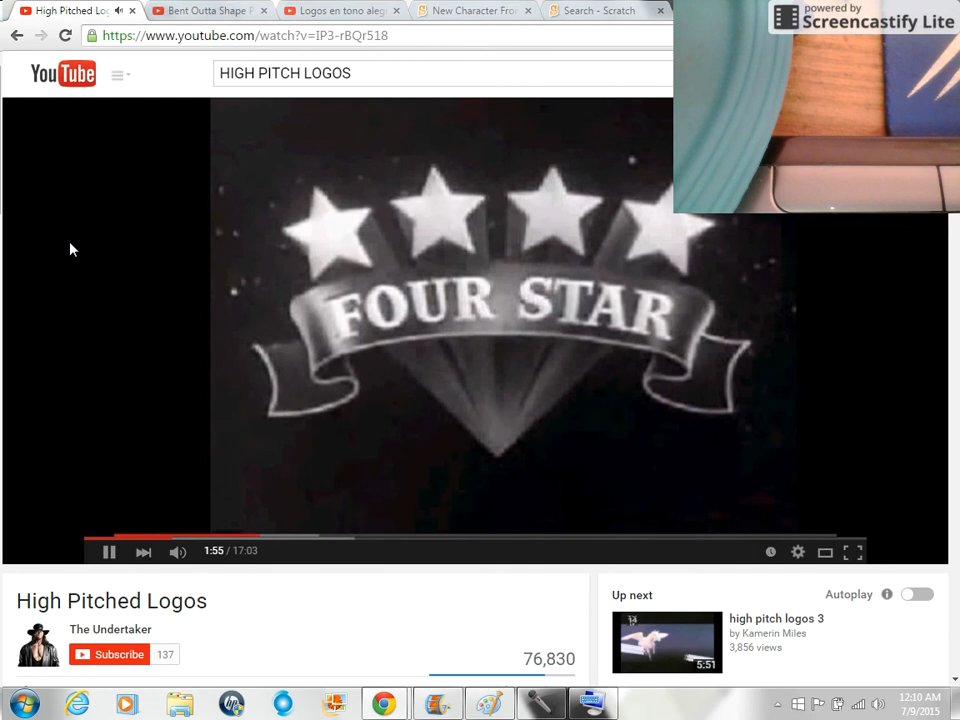 High Pitched Log
Bent Outta Shape P
Logos en tono aleg
New Character Froo
Search - Scratch
powered by
Screencastify Lite
https://www.youtube.com/watch?v=IP3-rBQr518
YouTube
HIGH PITCH LOGOS
FOUR STAR
1:55 / 17:03
High Pitched Logos
The Undertaker
Subscribe 137
76,830
Up next
Autoplay
high pitch logos 3
by Kamerin Miles
3,856 views
5:51
12:10 AM
7/9/2015